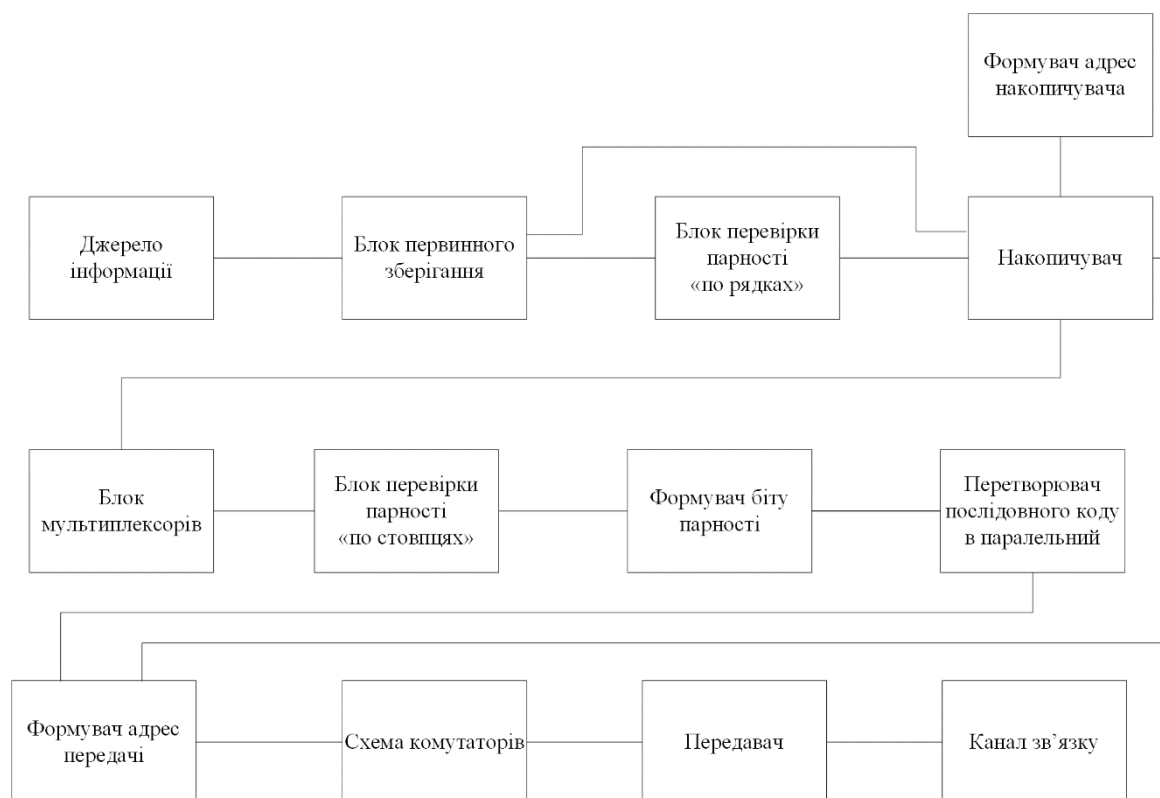 Формувач адрес
накопичувача
Джерело
інформації
Блок первинного
зберігання
Блок перевірки
парності
«по рядках»
Накопичувач
Блок
мультиплексорів
Блок перевірки
парності
«по стовпцях»
Формувач біту
парності
Перетворювач
послідовного коду
в паралельний
Формувач адрес
передачі
Схема комутаторів
Передавач
Канал зв’язку